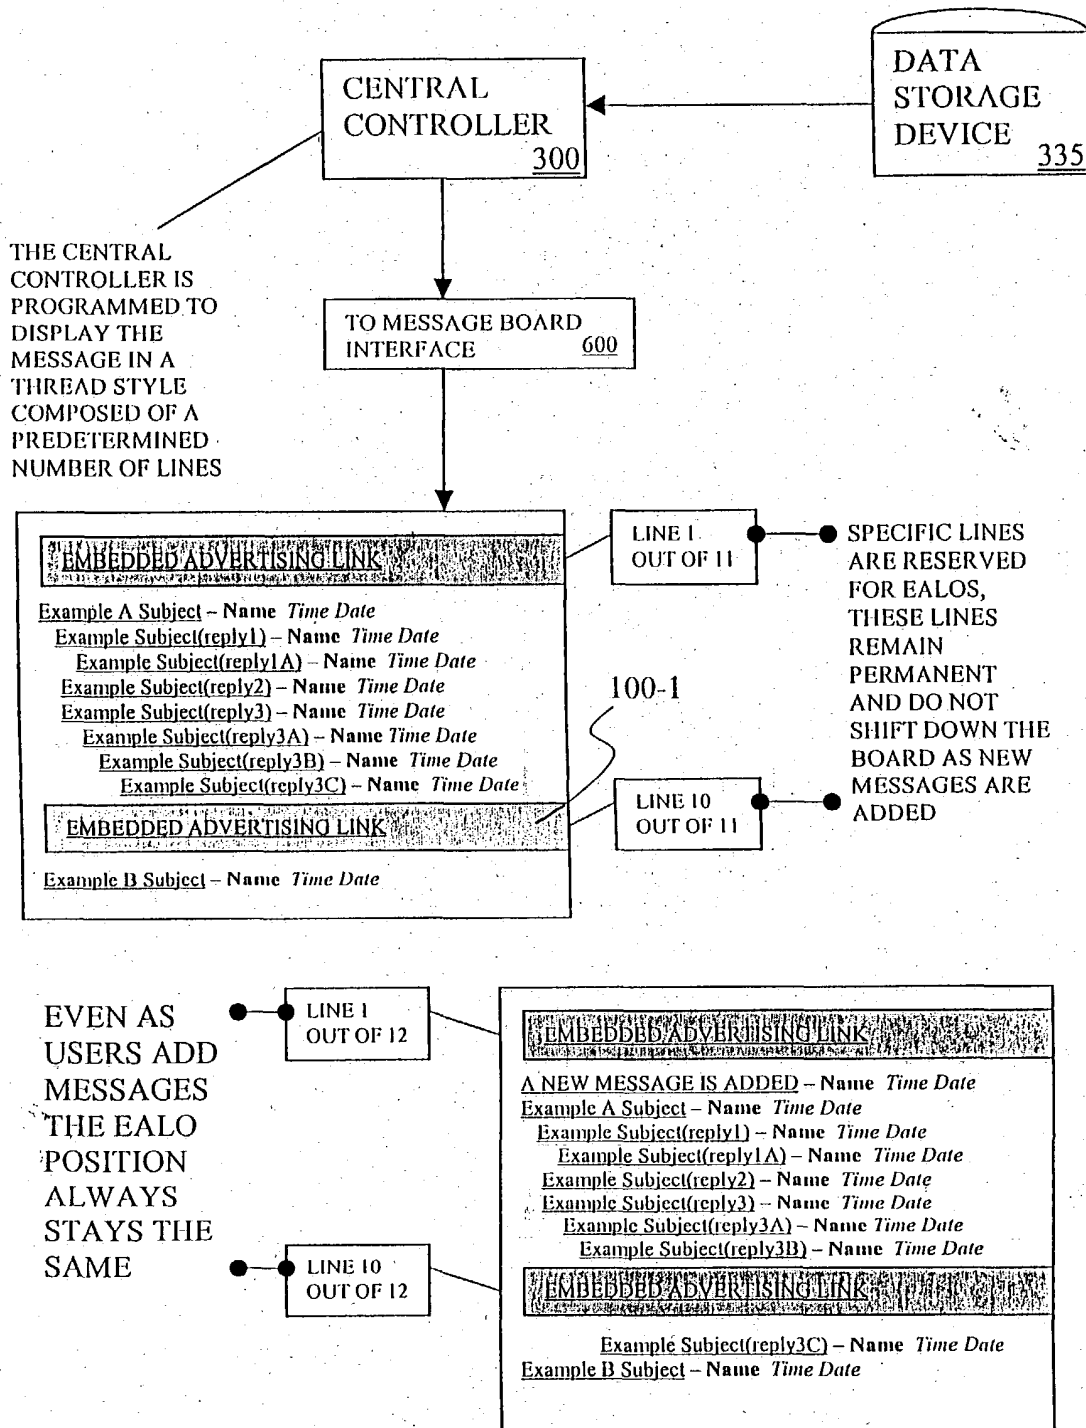 CENTRAL
CONTROLLER
300
DATA
STORAGE
DEVICE
335
THE CENTRAL
CONTROLLER IS
PROGRAMMED TO
DISPLAY THE
MESSAGE IN A
THREAD STYLE
COMPOSED OF A
PREDETERMINED
NUMBER OF LINES
TO MESSAGE BOARD
INTERFACE 600
EMBEDDED ADVERTISING LINK
Example A Subject – Name Time Date
Example Subject(reply1) – Name Time Date
Example Subject(reply1A) – Name Time Date
Example Subject(reply2) – Name Time Date
Example Subject(reply3) – Name Time Date
Example Subject(reply3A) – Name Time Date
Example Subject(reply3B) – Name Time Date
Example Subject(reply3C) – Name Time Date
EMBEDDED ADVERTISING LINK
Example B Subject – Name Time Date
LINE 1
OUT OF 11
100-1
LINE 10
OUT OF 11
SPECIFIC LINES
ARE RESERVED
FOR EALOS,
THESE LINES
REMAIN
PERMANENT
AND DO NOT
SHIFT DOWN THE
BOARD AS NEW
MESSAGES ARE
ADDED
EVEN AS
USERS ADD
MESSAGES
THE EALO
POSITION
ALWAYS
STAYS THE
SAME
LINE 1
OUT OF 12
LINE 10
OUT OF 12
EMBEDDED ADVERTISING LINK
A NEW MESSAGE IS ADDED – Name Time Date
Example A Subject – Name Time Date
Example Subject(reply1) – Name Time Date
Example Subject(reply1A) – Name Time Date
Example Subject(reply2) – Name Time Date
Example Subject(reply3) – Name Time Date
Example Subject(reply3A) – Name Time Date
Example Subject(reply3B) – Name Time Date
EMBEDDED ADVERTISING LINK
Example Subject(reply3C) – Name Time Date
Example B Subject – Name Time Date